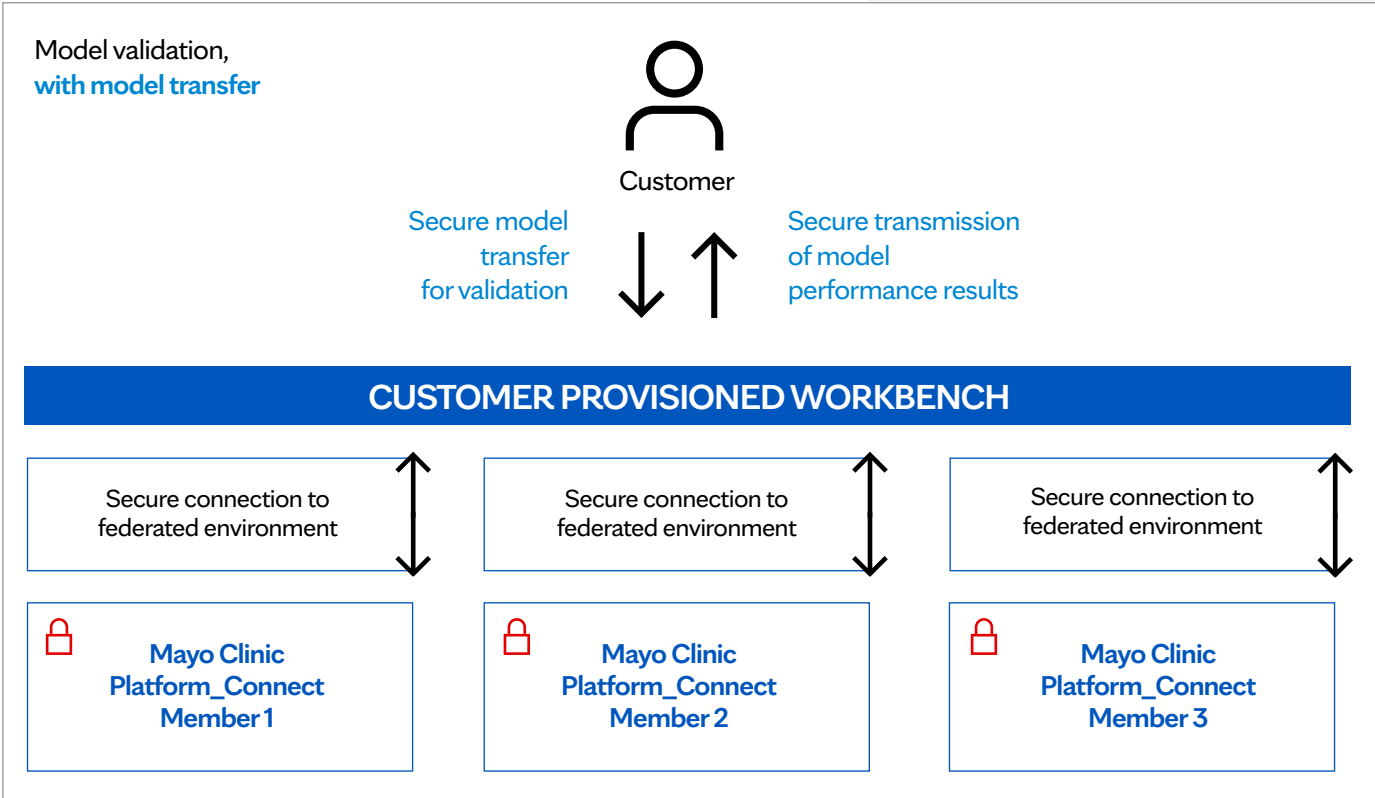 Model validation,
with model transfer
Customer
Secure model
transfer
for validation
Secure transmission
of model
performance results
CUSTOMER PROVISIONED WORKBENCH
Secure connection to
federated environment
Secure connection to
federated environment
Secure connection to
federated environment
Mayo Clinic
Platform_Connect
Member 1
Mayo Clinic
Platform_Connect
Member 2
Mayo Clinic
Platform_Connect
Member 3